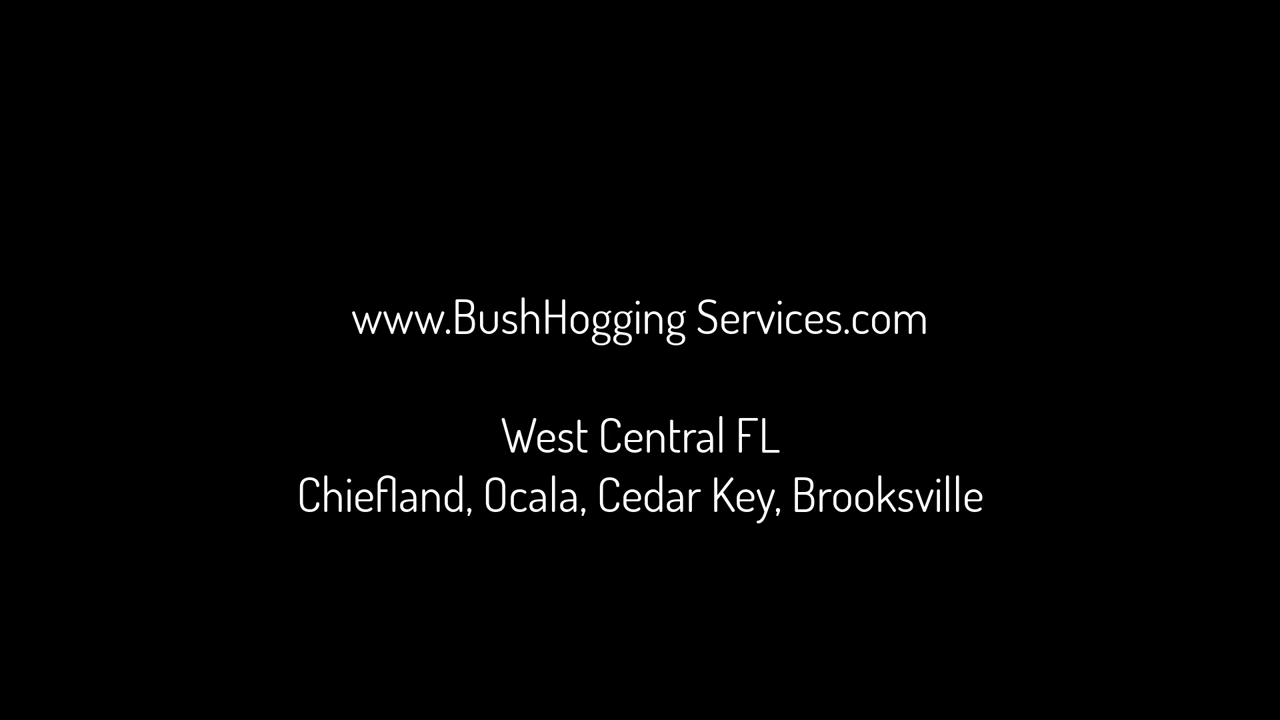 www.BushHogging Services.com
West Central FL
Chiefland, Ocala, Cedar Key, Brooksville